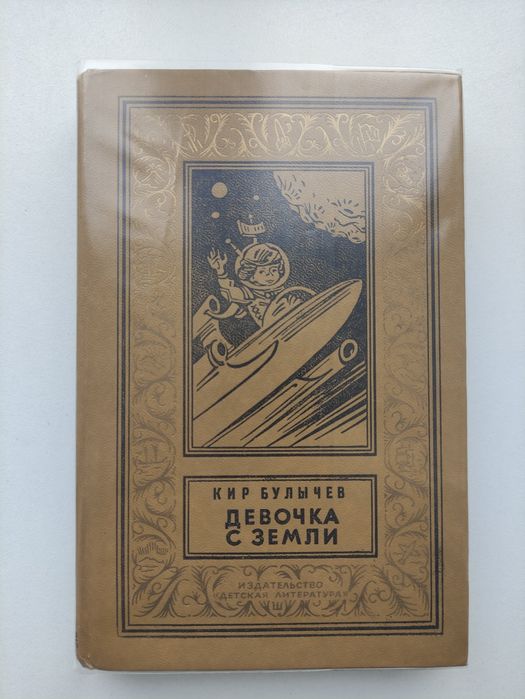 КИР БУЛЫЧЕВ
ДЕВОЧКА
С ЗЕМЛИ
ИЗДАТЕЛЬСТВО
«ДЕТСКАЯ ЛИТЕРАТУРА»